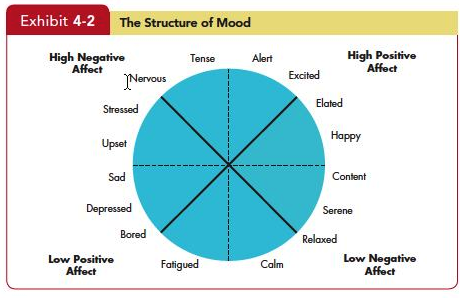 Exhibit 4-2 The Structure of Mood
High Negative
Affect
Tense
Alert
High Positive
Affect
Nervous
Excited
Stressed
Elated
Upset
Happy
Sad
Content
Depressed
Serene
Bored
Relaxed
Low Positive
Affect
Fatigued
Calm
Low Negative
Affect